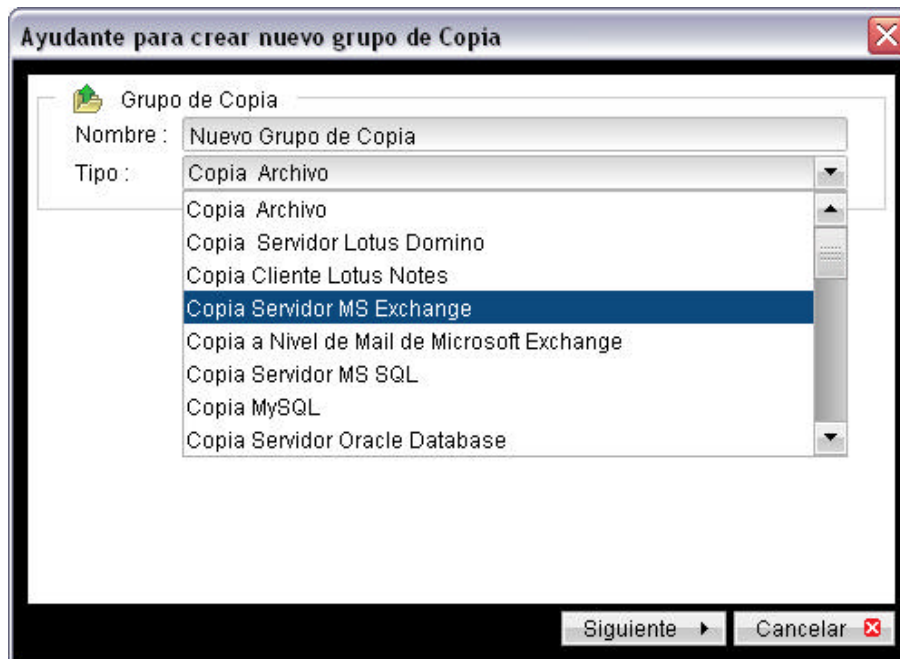 Ayudante para crear nuevo grupo de Copia
Grupo de Copia
Nombre : Nuevo Grupo de Copia
Tipo : Copia Archivo
Copia Archivo
Copia Servidor Lotus Domino
Copia Cliente Lotus Notes
Copia Servidor MS Exchange
Copia a Nivel de Mail de Microsoft Exchange
Copia Servidor MS SQL
Copia MySQL
Copia Servidor Oracle Database
Siguiente Cancelar